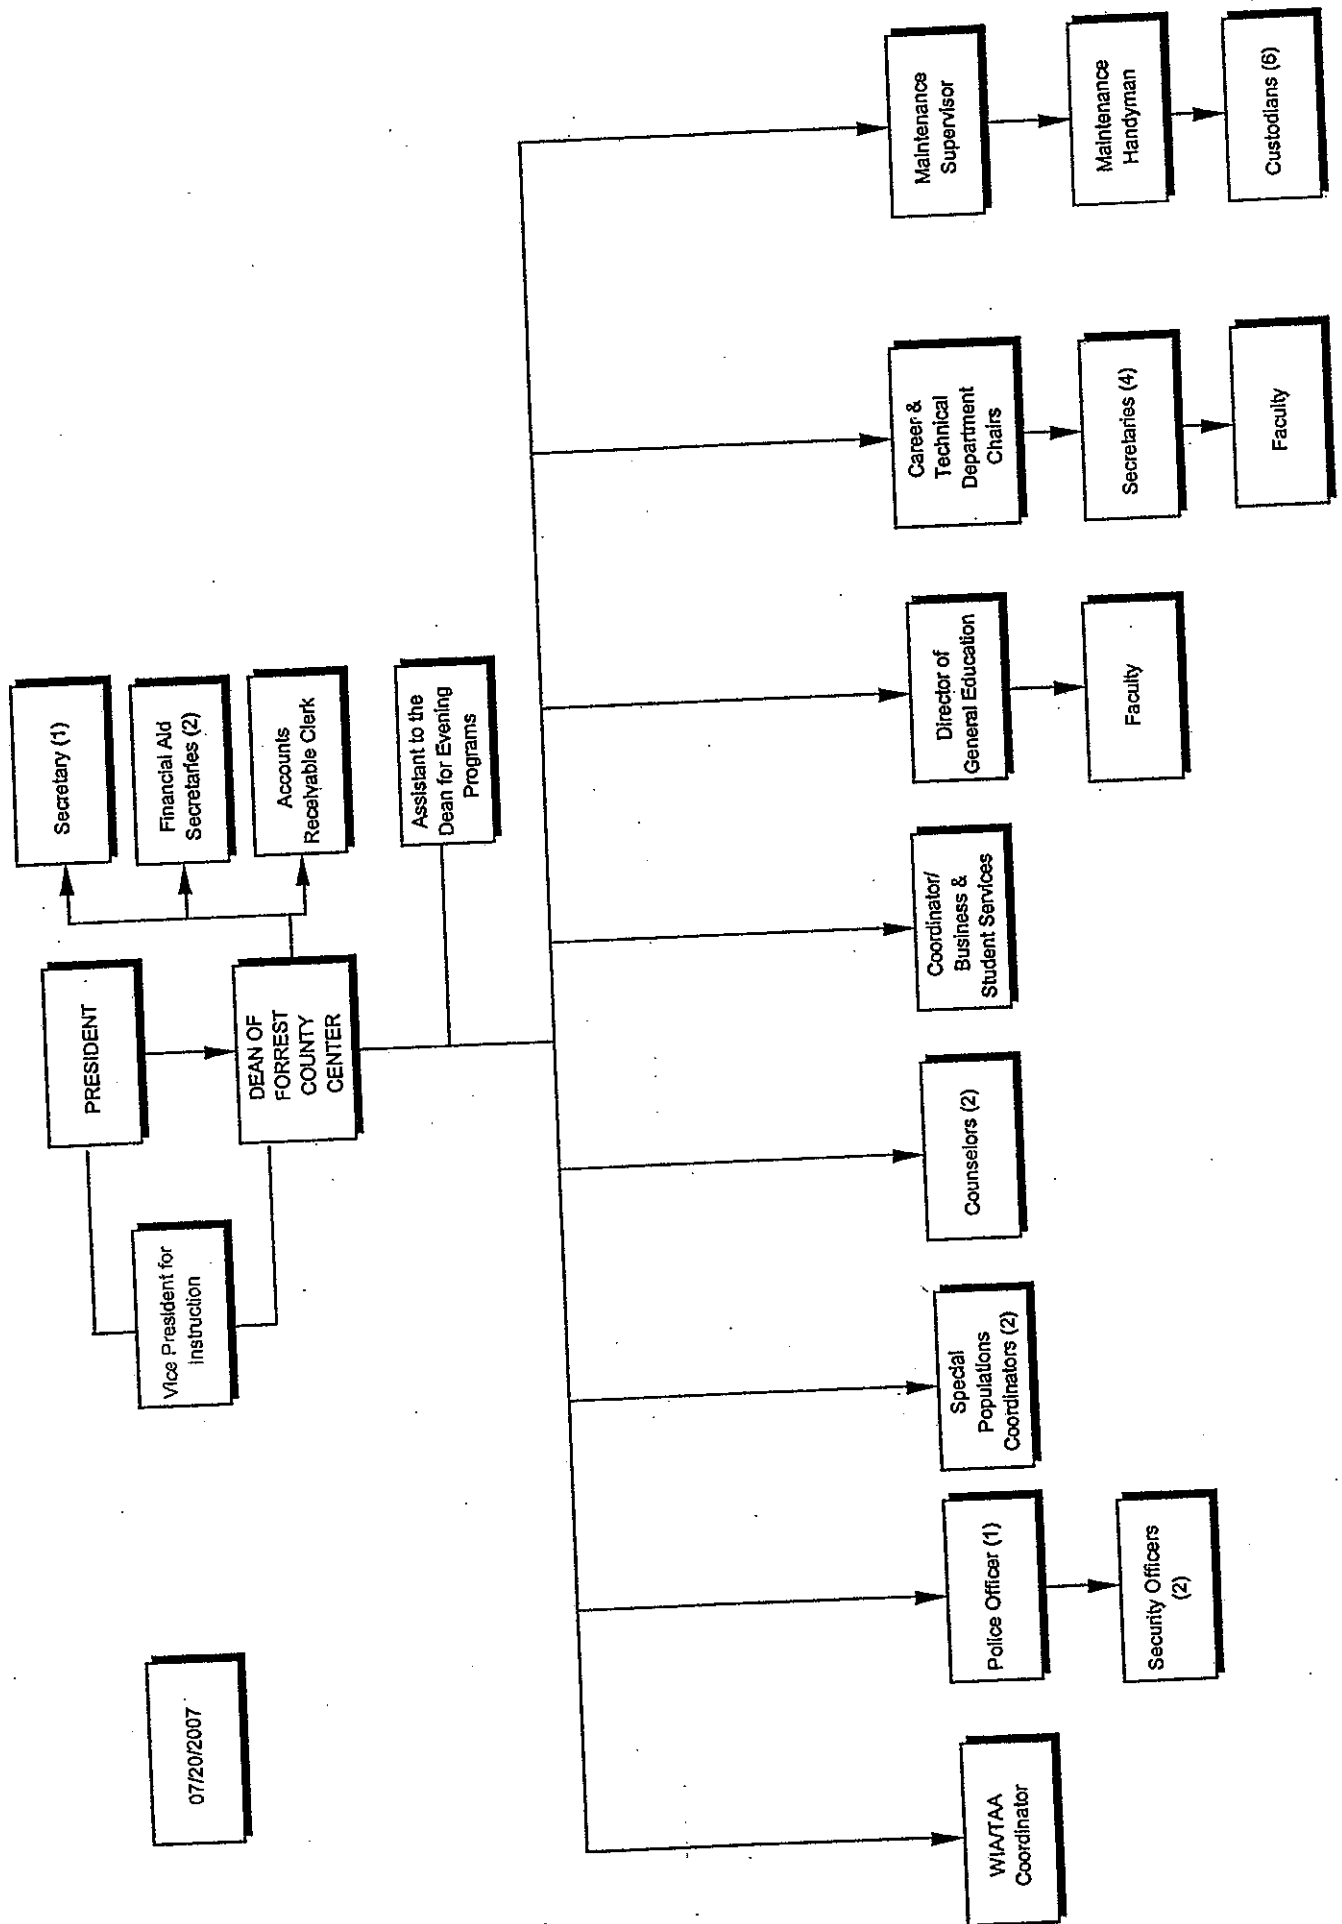 07/20/2007
PRESIDENT
Vice President for
Instruction
DEAN OF
FORREST
COUNTY
CENTER
Secretary (1)
Financial Aid
Secretaries (2)
Accounts
Receivable Clerk
Assistant to the
Dean for Evening
Programs
WIA/TAA
Coordinator
Police Officer (1)
Security Officers
(2)
Special
Populations
Coordinators (2)
Counselors (2)
Coordinator/
Business &
Student Services
Director of
General Education
Faculty
Career &
Technical
Department
Chairs
Secretaries (4)
Faculty
Maintenance
Supervisor
Maintenance
Handyman
Custodians (6)